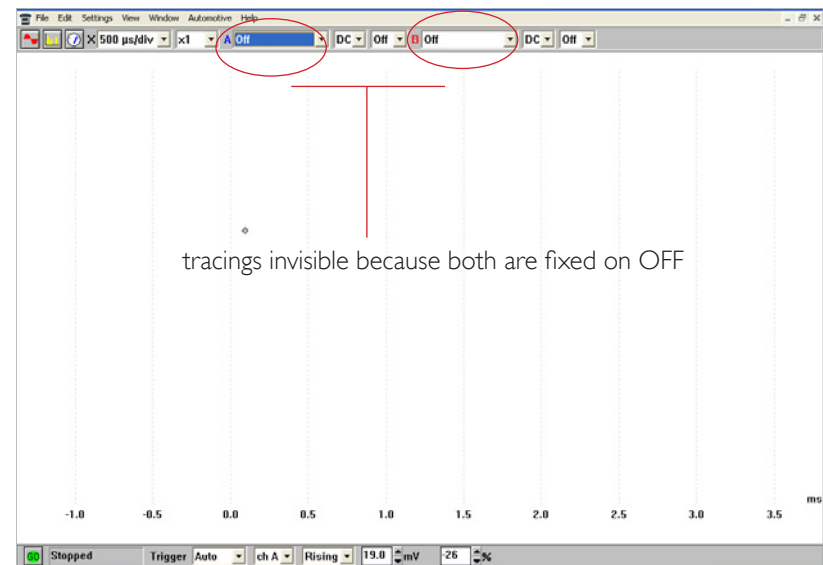 File Edit Settings View Window Automotive Help
X 500 µs/div x1 A Off DC Off B Off DC Off
tracings invisible because both are fixed on OFF
ms
-1.0 -0.5 0.0 0.5 1.0 1.5 2.0 2.5 3.0 3.5
GO Stopped Trigger Auto ch A Rising 19.0 mV -26 %